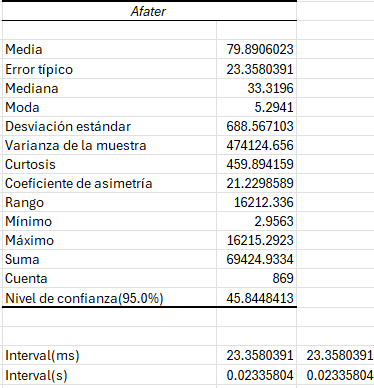 Afater
Media 79.8906023
Error típico 23.3580391
Mediana 33.3196
Moda 5.2941
Desviación estándar 688.567103
Varianza de la muestra 474124.656
Curtosis 459.894159
Coeficiente de asimetría 21.2298589
Rango 16212.336
Mínimo 2.9563
Máximo 16215.2923
Suma 69424.9334
Cuenta 869
Nivel de confianza(95.0%) 45.8448413
Interval(ms) 23.3580391 23.3580391
Interval(s) 0.02335804 0.02335804